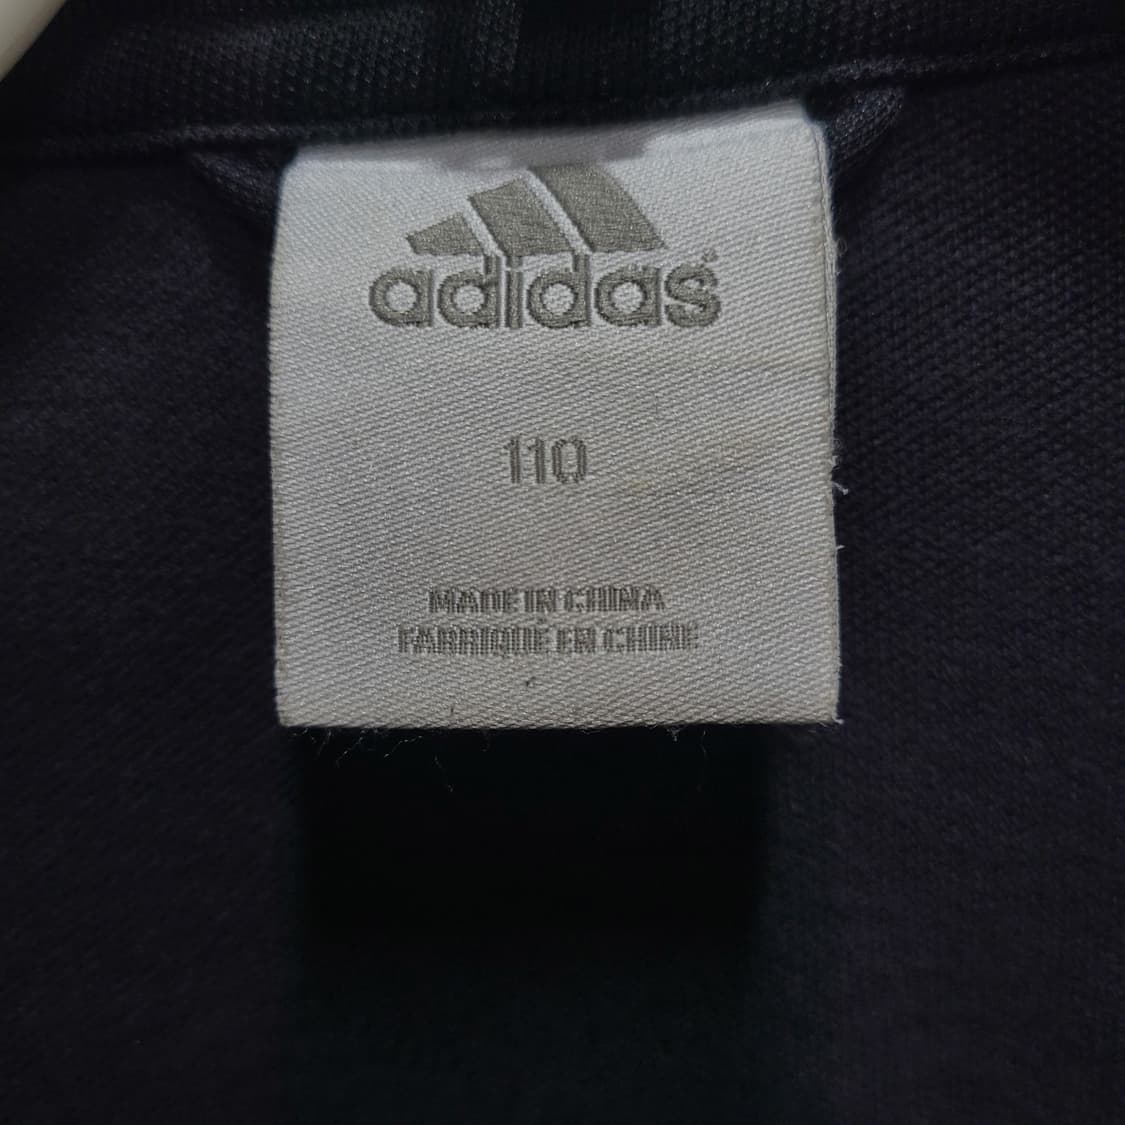 adidas®
110
MADE IN CHINA
FABRIQUÉ EN CHINE